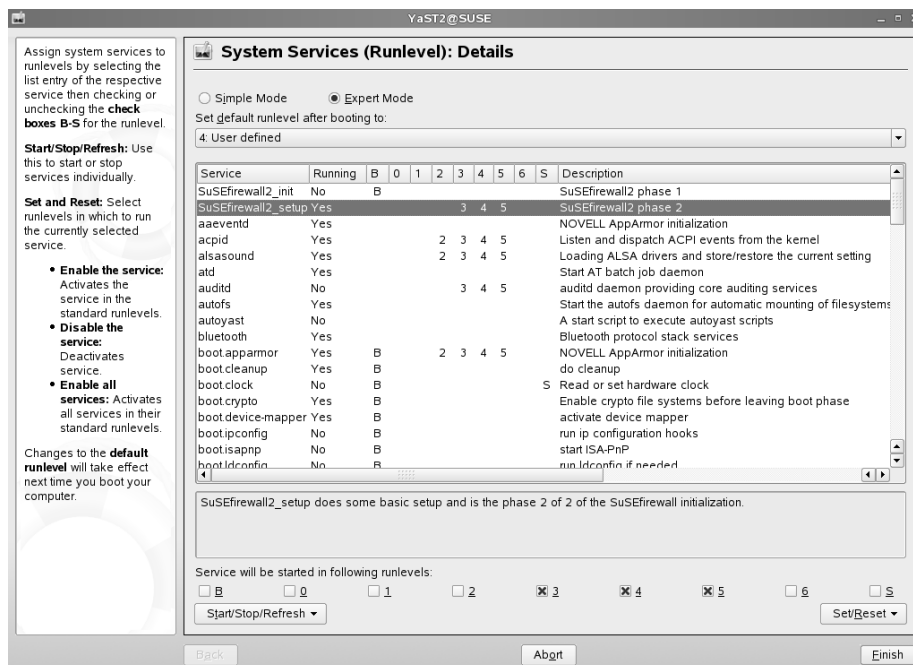 YaST2@SUSE
Assign system services to
runlevels by selecting the
list entry of the respective
service then checking or
unchecking the check
boxes B-S for the runlevel.
Start/Stop/Refresh: Use
this to start or stop
services individually.
Set and Reset: Select
runlevels in which to run
the currently selected
service.
• Enable the service:
Activates the
service in the
standard runlevels.
• Disable the
service:
Deactivates
service.
• Enable all
services: Activates
all services in their
standard runlevels.
Changes to the default
runlevel will take effect
next time you boot your
computer.
System Services (Runlevel): Details
Simple Mode Expert Mode
Set default runlevel after booting to:
4: User defined
Service Running B 0 1 2 3 4 5 6 S Description
SuSEfirewall2_init No B SuSEfirewall2 phase 1
SuSEfirewall2_setup Yes 3 4 5 SuSEfirewall2 phase 2
aaeventd Yes NOVELL AppArmor initialization
acpid Yes 2 3 4 5 Listen and dispatch ACPI events from the kernel
alsasound Yes 2 3 4 5 Loading ALSA drivers and store/restore the current setting
atd Yes Start AT batch job daemon
auditd No 3 4 5 auditd daemon providing core auditing services
autofs Yes Start the autofs daemon for automatic mounting of filesystems
autoyast No A start script to execute autoyast scripts
bluetooth Yes Bluetooth protocol stack services
boot.apparmor Yes B 2 3 4 5 NOVELL AppArmor initialization
boot.cleanup Yes B do cleanup
boot.clock No B S Read or set hardware clock
boot.crypto Yes B Enable crypto file systems before leaving boot phase
boot.device-mapper Yes B activate device mapper
boot.ipconfig No B run ip configuration hooks
boot.isapnp No B start ISA-PnP
boot.ldconfig No B run ldconfig if needed
SuSEfirewall2_setup does some basic setup and is the phase 2 of 2 of the SuSEfirewall initialization.
Service will be started in following runlevels:
B 0 1 2 3 4 5 6 S
Start/Stop/Refresh Set/Reset
Back Abort Finish